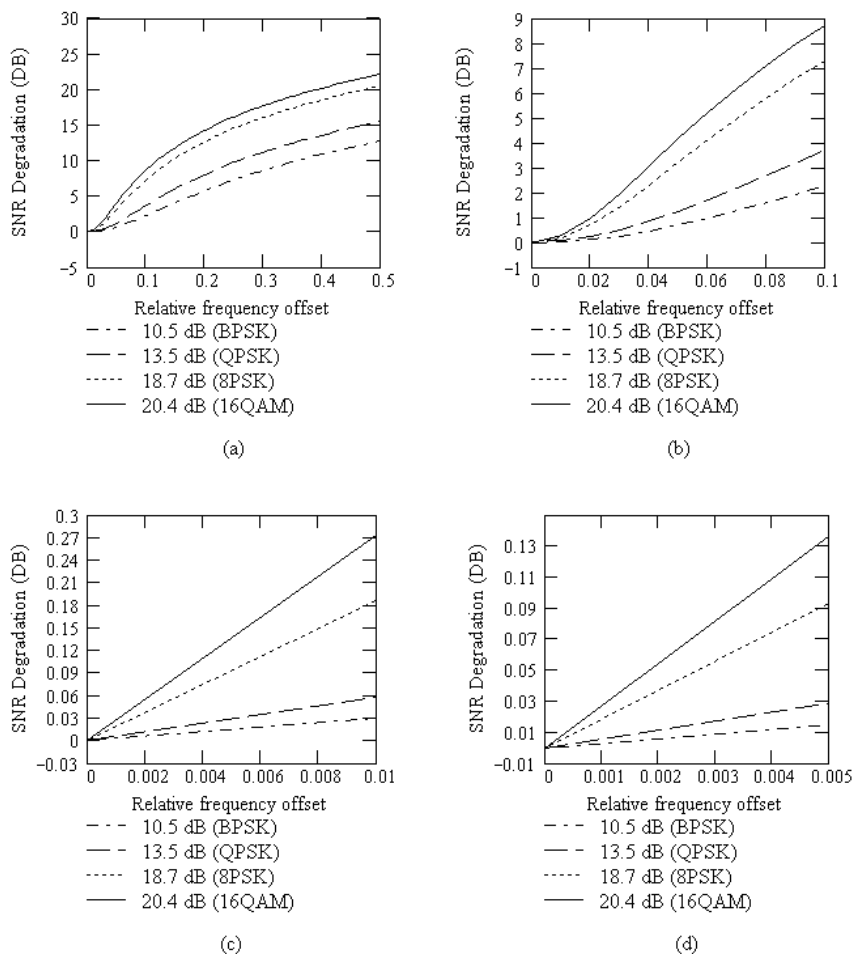 SNR Degradation (DB)
30
25
20
15
10
5
0
−5
0 0.1 0.2 0.3 0.4 0.5
Relative frequency offset
10.5 dB (BPSK)
13.5 dB (QPSK)
18.7 dB (8PSK)
20.4 dB (16QAM)
(a)
SNR Degradation (DB)
9
8
7
6
5
4
3
2
1
0
−1
0 0.02 0.04 0.06 0.08 0.1
Relative frequency offset
10.5 dB (BPSK)
13.5 dB (QPSK)
18.7 dB (8PSK)
20.4 dB (16QAM)
(b)
SNR Degradation (DB)
0.3
0.27
0.24
0.21
0.18
0.15
0.12
0.09
0.06
0.03
0
−0.03
0 0.002 0.004 0.006 0.008 0.01
Relative frequency offset
10.5 dB (BPSK)
13.5 dB (QPSK)
18.7 dB (8PSK)
20.4 dB (16QAM)
(c)
SNR Degradation (DB)
0.13
0.11
0.09
0.07
0.05
0.03
0.01
−0.01
0 0.001 0.002 0.003 0.004 0.005
Relative frequency offset
10.5 dB (BPSK)
13.5 dB (QPSK)
18.7 dB (8PSK)
20.4 dB (16QAM)
(d)